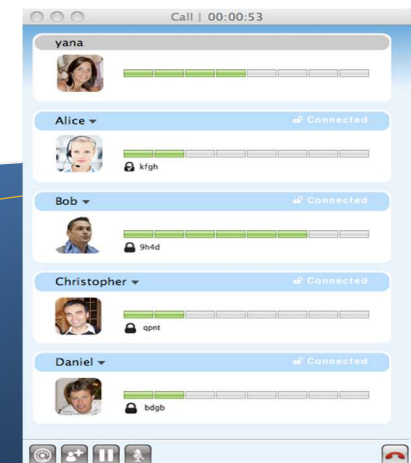 Call | 00:00:53
yana
Alice
Connected
kfgh
Bob
Connected
9h4d
Christopher
Connected
qpnt
Daniel
Connected
bdgb